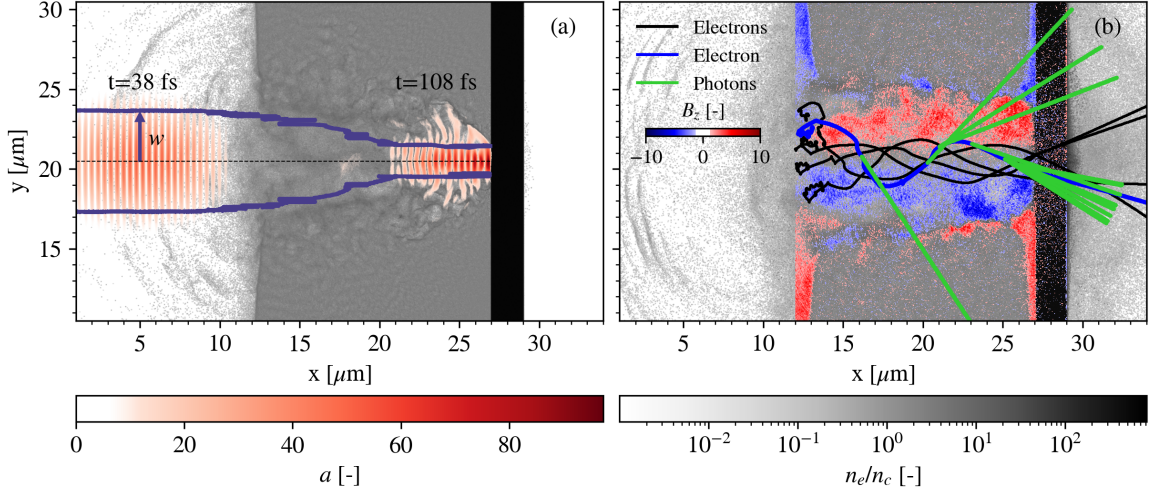 30
25
20
15
y [μm]
(a)
t=38 fs
t=108 fs
w
5
10
15
20
25
30
x [μm]
0
20
40
60
80
a [-]
(b)
Electrons
Electron
Photons
B_z [-]
−10
0
10
5
10
15
20
25
30
x [μm]
10^{−2}
10^{−1}
10^0
10^1
10^2
n_e/n_c [-]